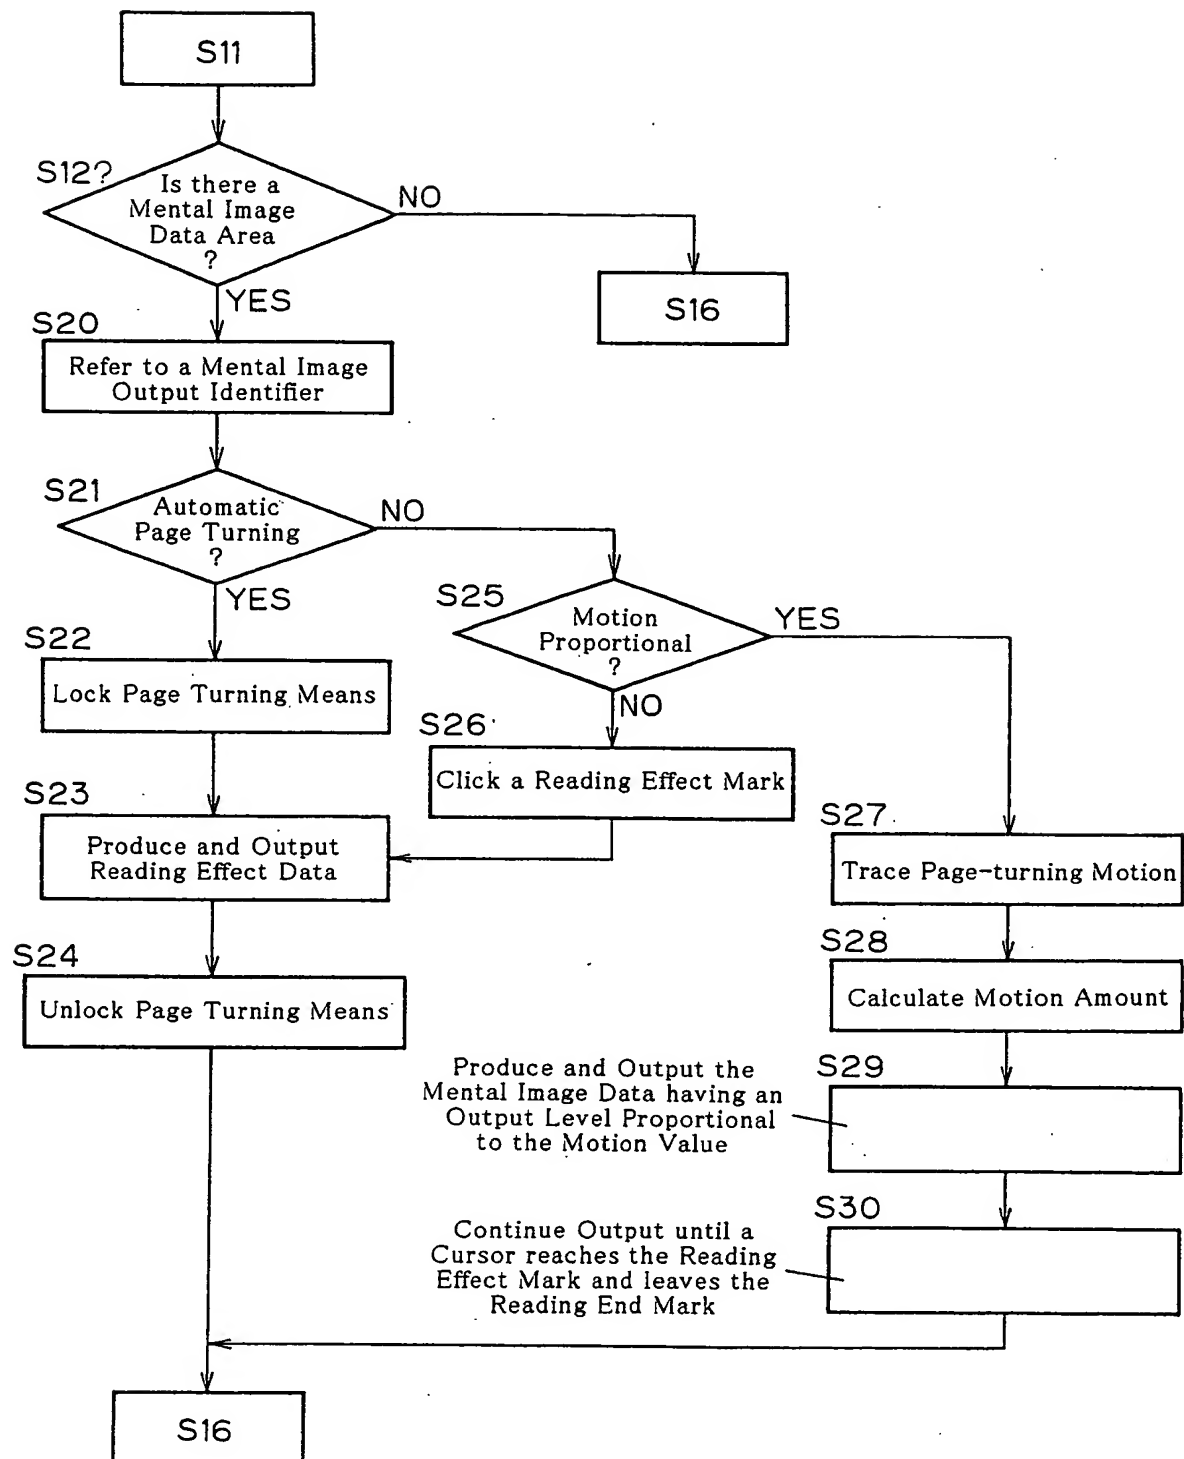 S11
S12?
Is there a
Mental Image
Data Area
?
NO
YES
S16
S20
Refer to a Mental Image
Output Identifier
S21
Automatic
Page Turning
?
NO
YES
S25
Motion
Proportional
?
YES
NO
S22
Lock Page Turning Means
S26
Click a Reading Effect Mark
S23
Produce and Output
Reading Effect Data
S27
Trace Page-turning Motion
S24
Unlock Page Turning Means
S28
Calculate Motion Amount
S29
Produce and Output the
Mental Image Data having an
Output Level Proportional
to the Motion Value
S30
Continue Output until a
Cursor reaches the Reading
Effect Mark and leaves the
Reading End Mark
S16